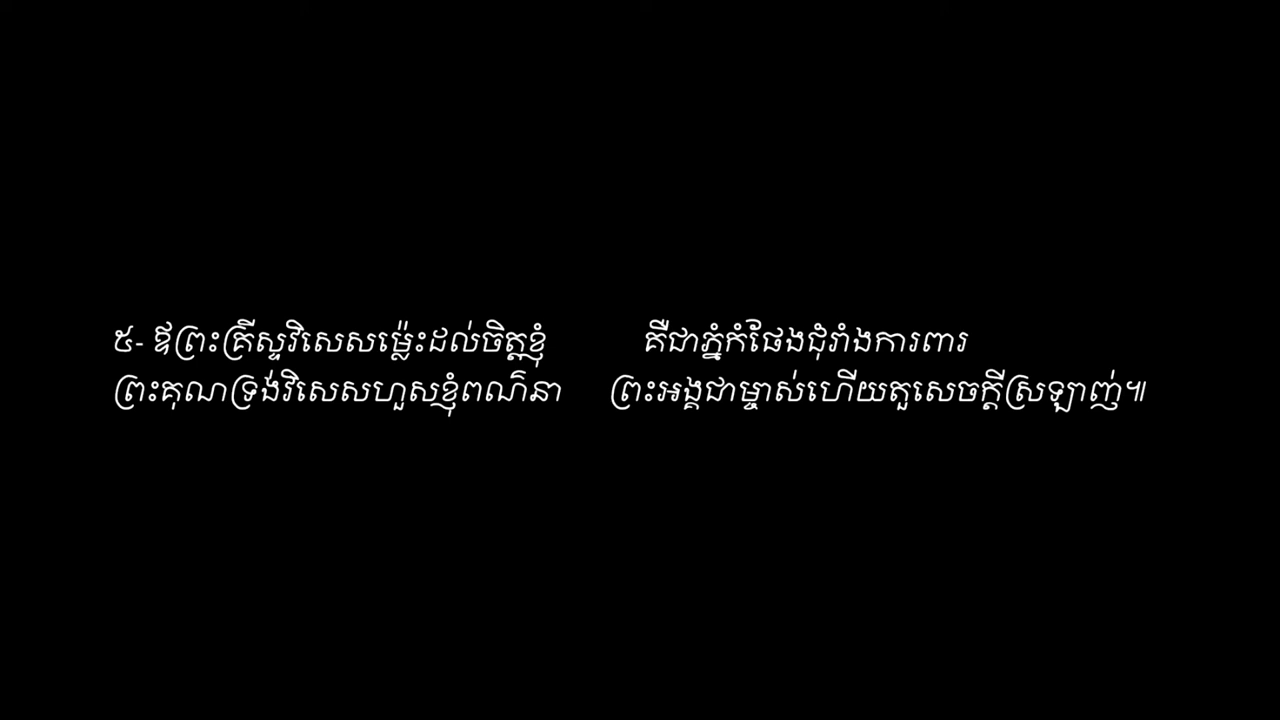 ៥- ឱព្រះគ្រីស្ទវិសេសម៉្លេះដល់ចិត្តខ្ញុំ គឺជាភ្នំកំផែងជុំរាំងការពារ
ព្រះគុណទ្រង់វិសេសហួសខ្ញុំពណ៌នា ព្រះអង្គជាម្ចាស់ហើយតួសេចក្តីស្រឡាញ់៕